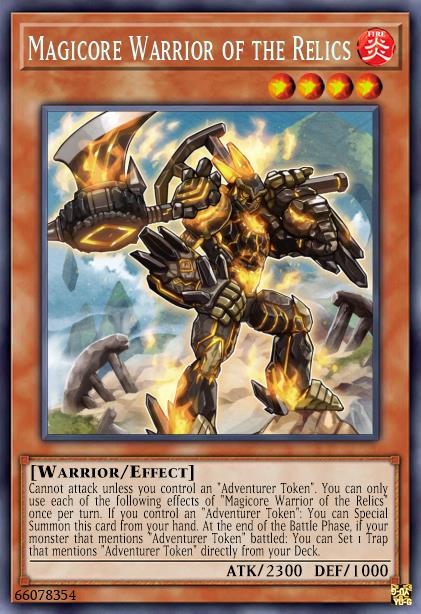 Magicore Warrior of the Relics
FIRE
炎
[Warrior/Effect]
Cannot attack unless you control an "Adventurer Token". You can only
use each of the following effects of "Magicore Warrior of the Relics"
once per turn. If you control an "Adventurer Token": You can Special
Summon this card from your hand. At the end of the Battle Phase, if your
monster that mentions "Adventurer Token" battled: You can Set 1 Trap
that mentions "Adventurer Token" directly from your Deck.
ATK/2300 DEF/1000
66078354